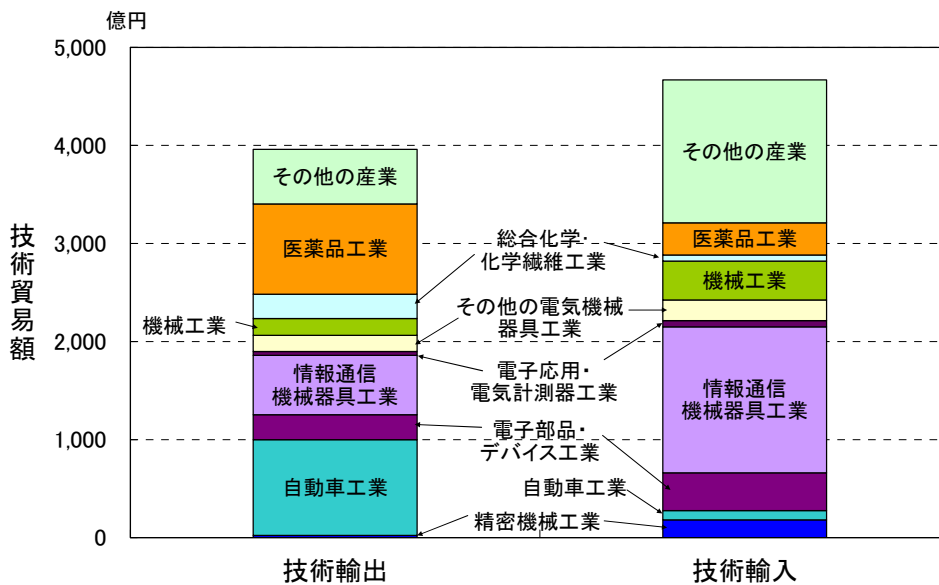 億円
5,000
4,000
3,000
2,000
1,000
0
技術貿易額
その他の産業
医薬品工業
機械工業
情報通信
機械器具工業
自動車工業
総合化学・
化学繊維工業
その他の電気機械
器具工業
電子応用・
電気計測器工業
電子部品・
デバイス工業
自動車工業
精密機械工業
その他の産業
医薬品工業
機械工業
情報通信
機械器具工業
技術輸出
技術輸入